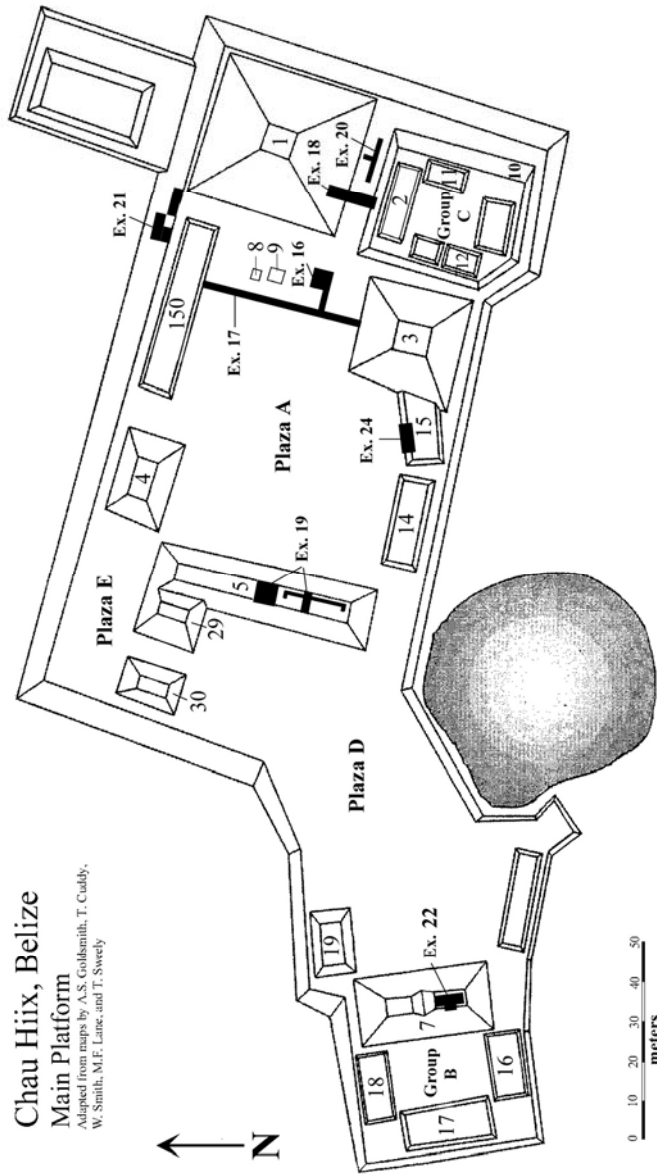 Chau Hiix, Belize
Main Platform
Adapted from maps by A.S. Goldsmith, T. Cuddy,
W. Smith, M.F. Lane, and T. Sweely
N
Plaza E
Plaza A
Plaza D
Group
B
Group
C
Ex. 21
Ex. 18
Ex. 20
Ex. 16
Ex. 17
Ex. 24
Ex. 19
Ex. 22
1
2
3
4
5
7
8
9
10
11
12
14
15
16
17
18
19
29
30
150
0
10
20
30
40
50
meters